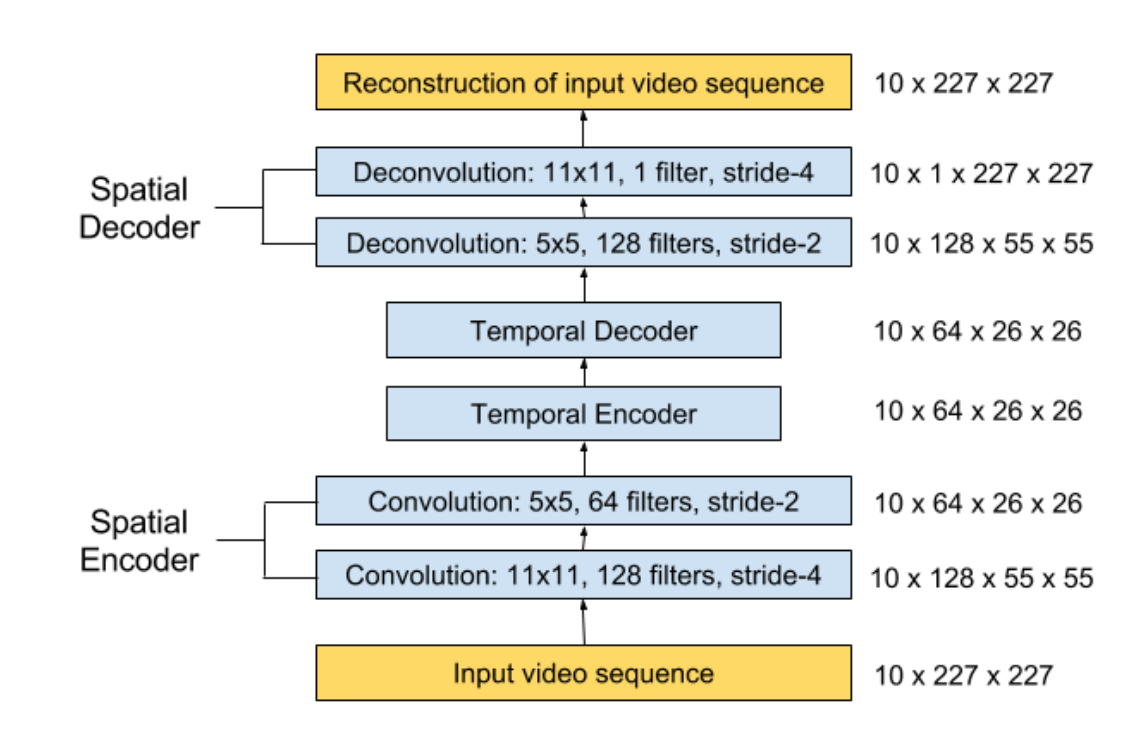 Reconstruction of input video sequence 10 x 227 x 227
Deconvolution: 11x11, 1 filter, stride-4 10 x 1 x 227 x 227
Spatial
Decoder
Deconvolution: 5x5, 128 filters, stride-2 10 x 128 x 55 x 55
Temporal Decoder 10 x 64 x 26 x 26
Temporal Encoder 10 x 64 x 26 x 26
Convolution: 5x5, 64 filters, stride-2 10 x 64 x 26 x 26
Spatial
Encoder
Convolution: 11x11, 128 filters, stride-4 10 x 128 x 55 x 55
Input video sequence 10 x 227 x 227